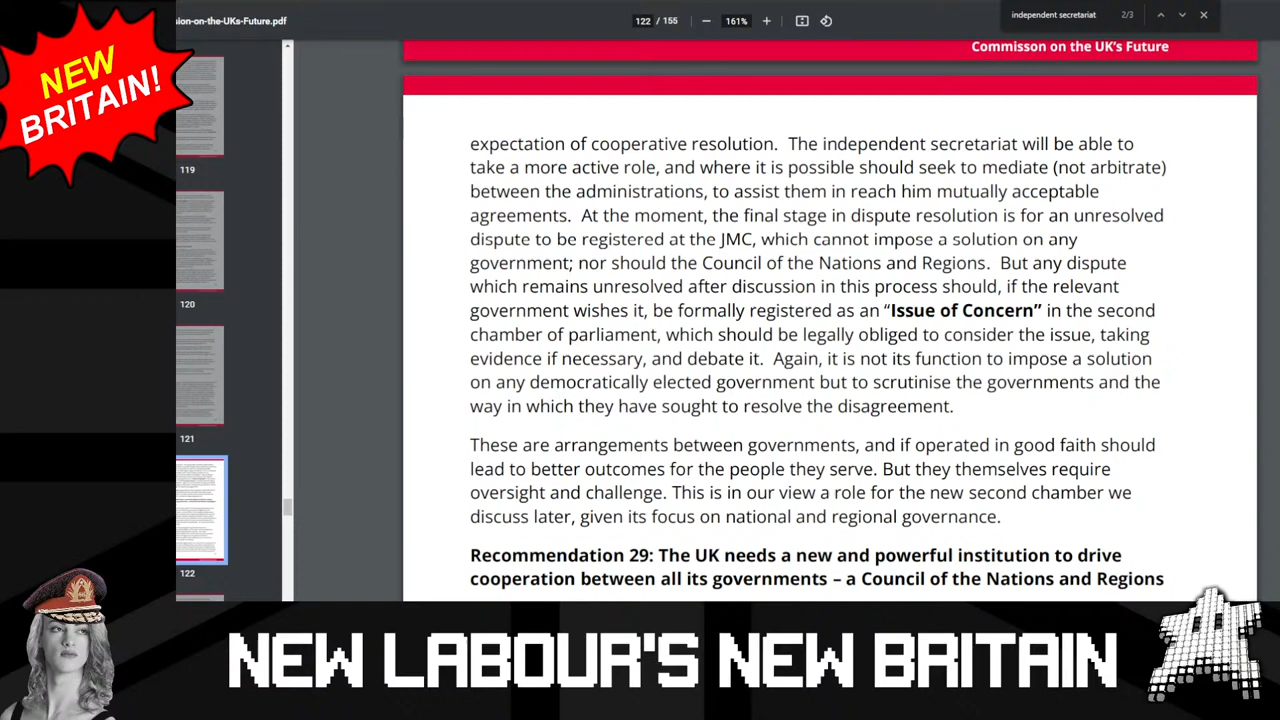 sion-on-the-UKs-Future.pdf
122 / 155
161%
independent secretariat
2/3
NEW
BRITAIN!
119
120
121
122
Commisson on the UK's Future
expectation of cooperative resolution. The independent secretariat will be able to
take a more active role, and where it is possible should seek to mediate (not arbitrate)
between the administrations, to assist them in reaching mutually acceptable
agreements. At the moment, the final stage in dispute resolution is for an unresolved
dispute to be registered at the JMC, which cannot impose a solution on any
government; nor should the Council of the Nations and Regions. But any dispute
which remains unresolved after discussion in this process should, if the relevant
government wishes it, be formally registered as an “Issue of Concern” in the second
chamber of parliament, which would be legally obliged to consider the issue, taking
evidence if necessary, and debate it. Again it is not its function to impose a solution
on any democratically elected government but to scrutinise the governments and the
way in which they have sought to resolve the disagreement.
These are arrangements between governments, and if operated in good faith should
lead to better outcomes for the people they serve. But they themselves require
oversight and challenge. This is in our view a role for the new second chamber we
discuss later, given its focus on national and regional governance.
Recommendation 29: The UK needs a new and powerful institution to drive
cooperation between all its governments – a Council of the Nations and Regions
NEW LABOUR'S NEW BRITAIN